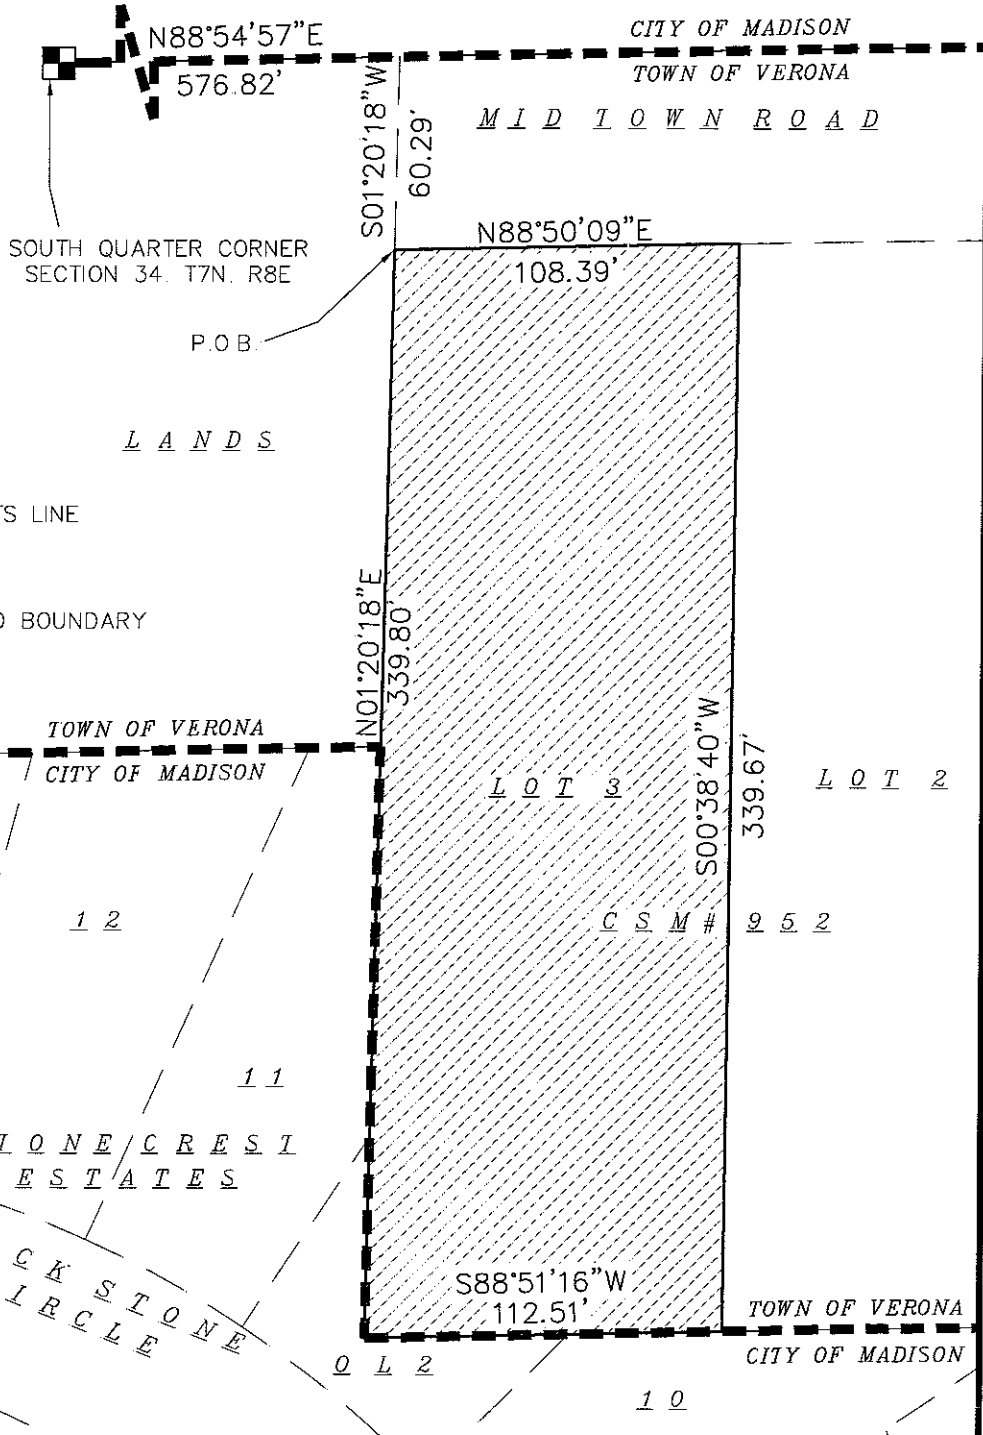 CITY OF MADISON
N88°54'57"E
576.82'
TOWN OF VERONA
MID TOWN ROAD
S01°20'18"W
60.29'
SOUTH QUARTER CORNER
SECTION 34. T7N. R8E
N88°50'09"E
108.39'
P.O.B.
LANDS
LINE
BOUNDARY
N01°20'18"E
339.80'
TOWN OF VERONA
CITY OF MADISON
LOT 3
S00°38'40"W
339.67'
LOT 2
12
CSM# 952
11
CREST
ESTATES
STONE
S88°51'16"W
112.51'
TOWN OF VERONA
CITY OF MADISON
OL2
10